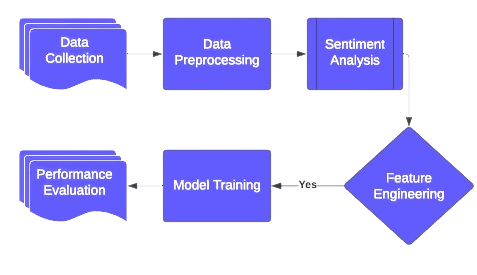 Data
Collection
Data
Preprocessing
Sentiment
Analysis
Feature
Engineering
Yes
Model Training
Performance
Evaluation